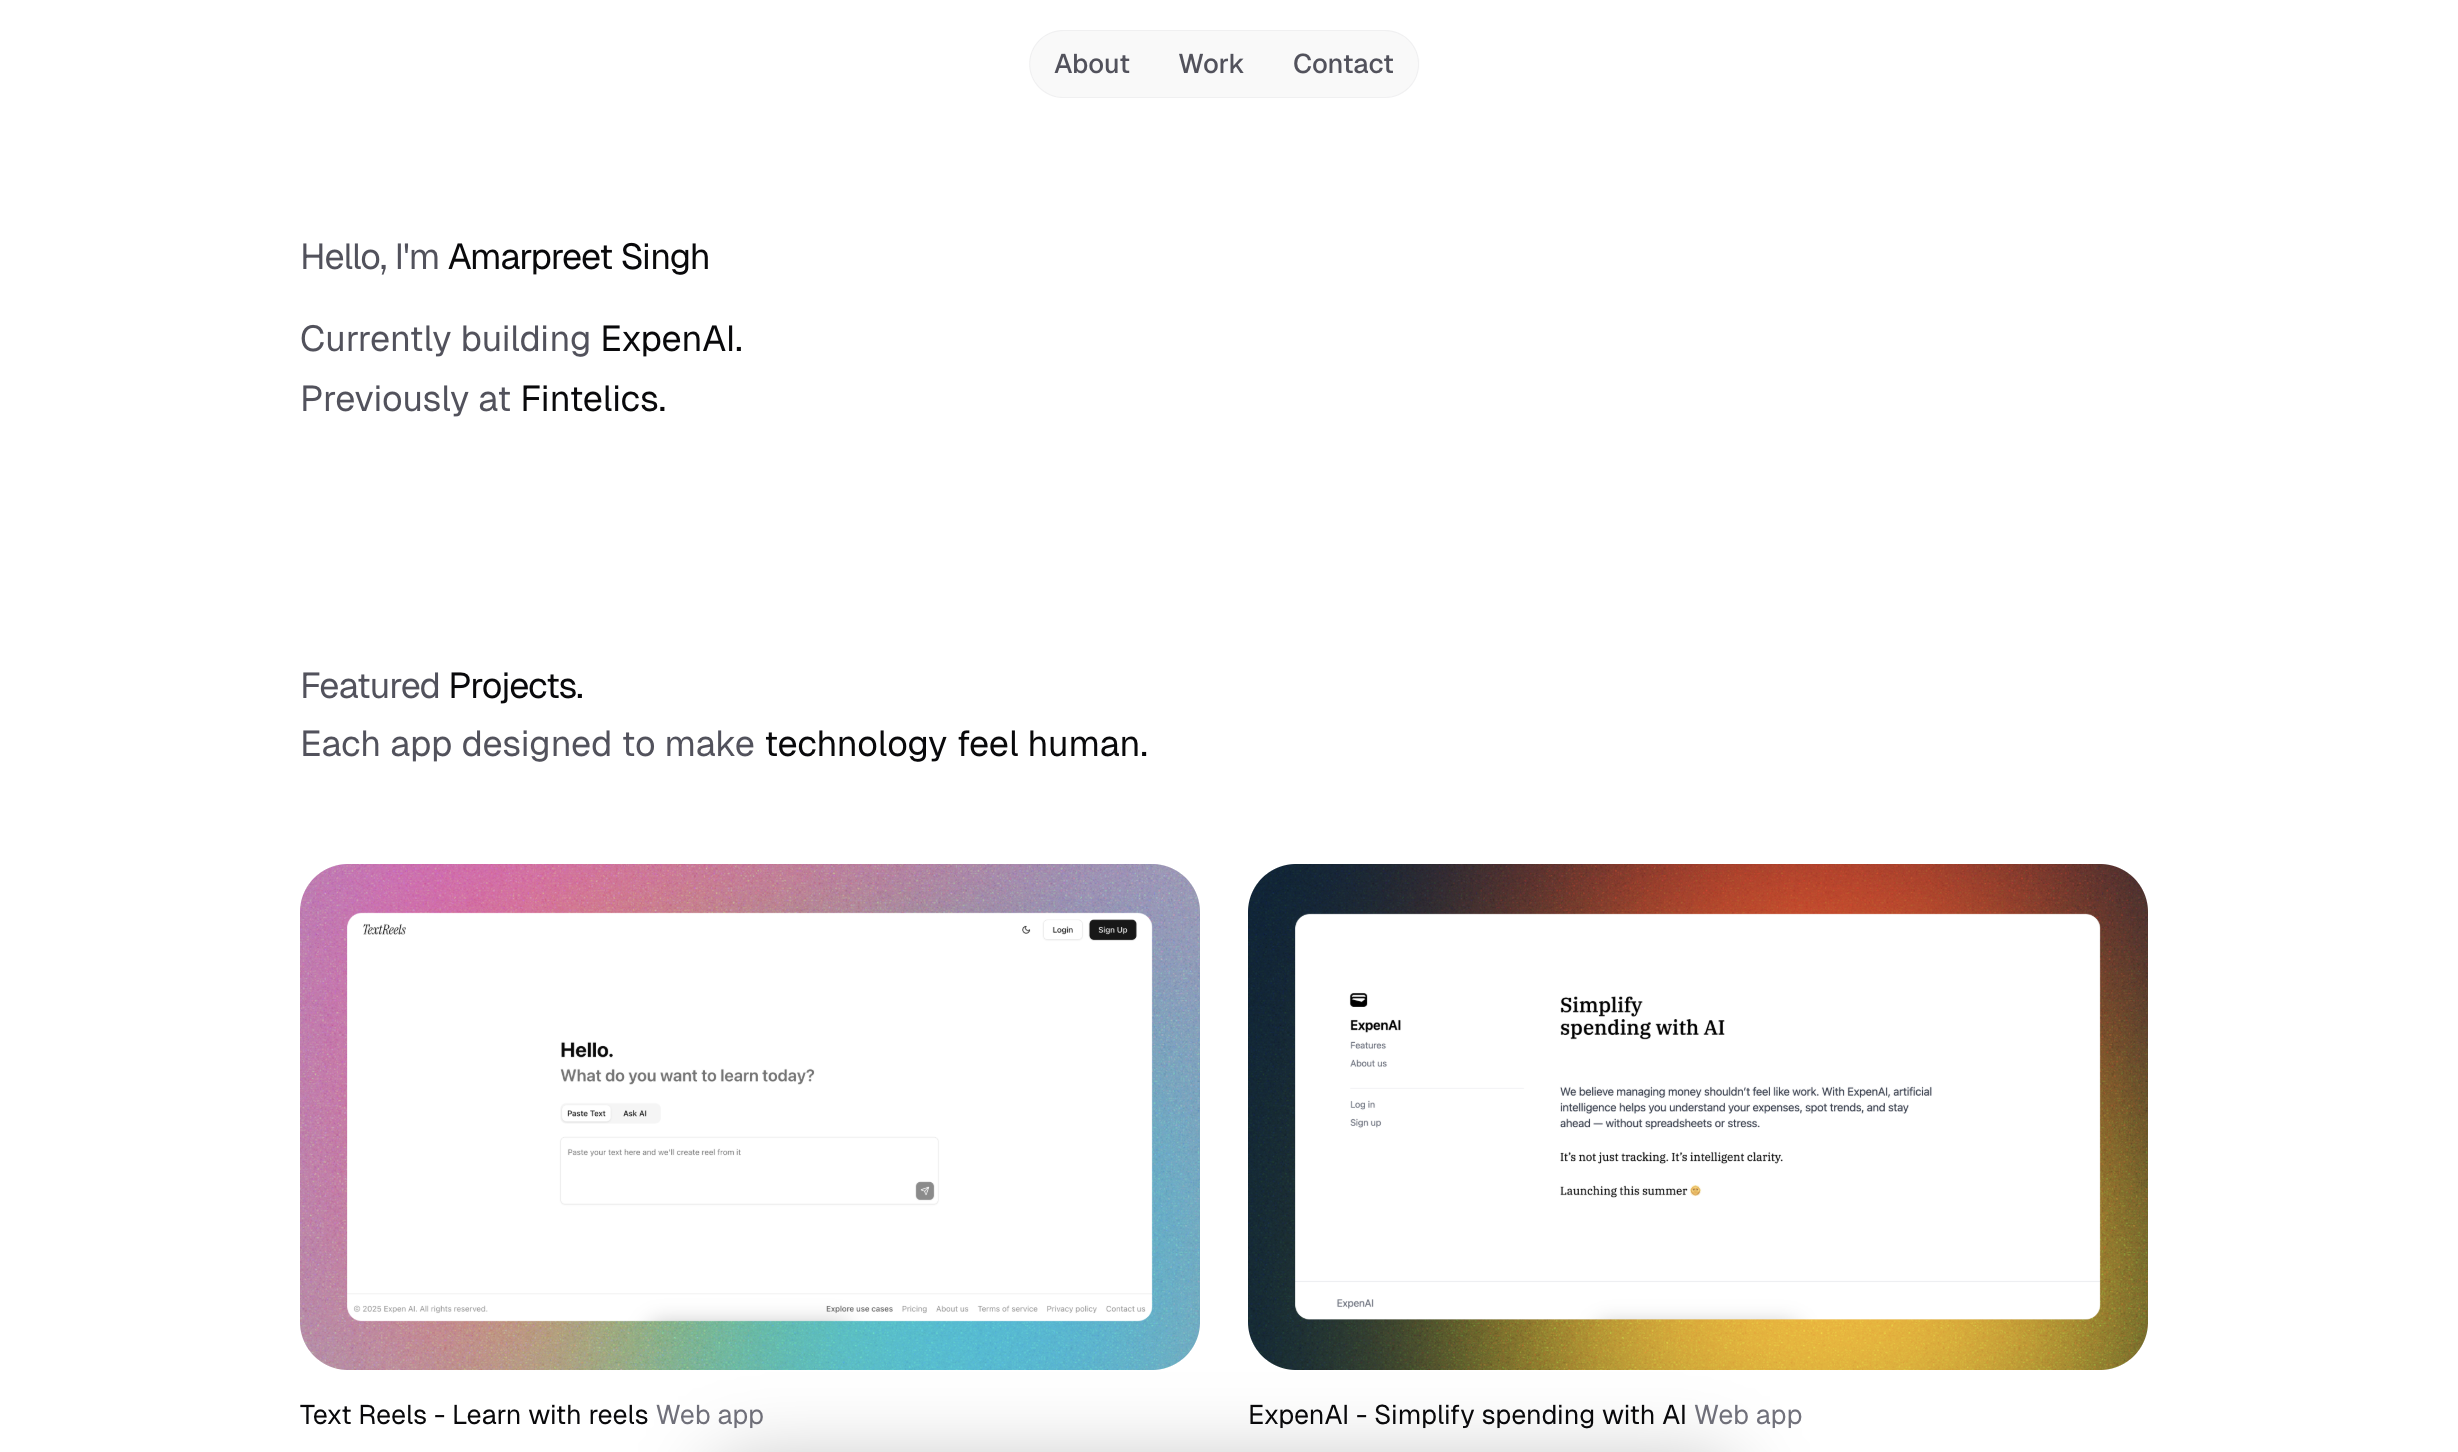 About Work Contact
Hello, I'm Amarpreet Singh
Currently building ExpenAI.
Previously at Fintelics.
Featured Projects.
Each app designed to make technology feel human.
TextReels
Login Sign Up
Hello.
What do you want to learn today?
Paste Text Ask AI
Paste your text here and we'll create reel from it
© 2025 Expen AI. All rights reserved. Explore use cases Pricing About us Terms of service Privacy policy Contact us
Text Reels - Learn with reels Web app
ExpenAI
Features
About us
Log in
Sign up
Simplify
spending with AI
We believe managing money shouldn't feel like work. With ExpenAI, artificial
intelligence helps you understand your expenses, spot trends, and stay
ahead — without spreadsheets or stress.
It's not just tracking. It's intelligent clarity.
Launching this summer
ExpenAI
ExpenAI - Simplify spending with AI Web app